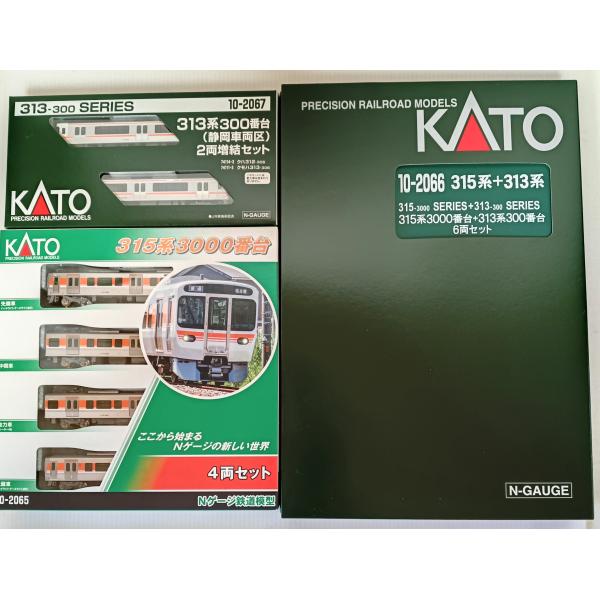 313-300 SERIES
10-2067
313系300番台
(静岡車両区)
2両増結セット
KATO
PRECISION RAILROAD MODELS
N-GAUGE
KATO
PRECISION RAILROAD MODELS
315系3000番台
ここから始まる
Nゲージの新しい世界
4両セット
0-2065
Nゲージ鉄道模型
PRECISION RAILROAD MODELS
KATO
10-2066 315系+313系
315-3000 SERIES+313-300 SERIES
315系3000番台+313系300番台
6両セット
N-GAUGE